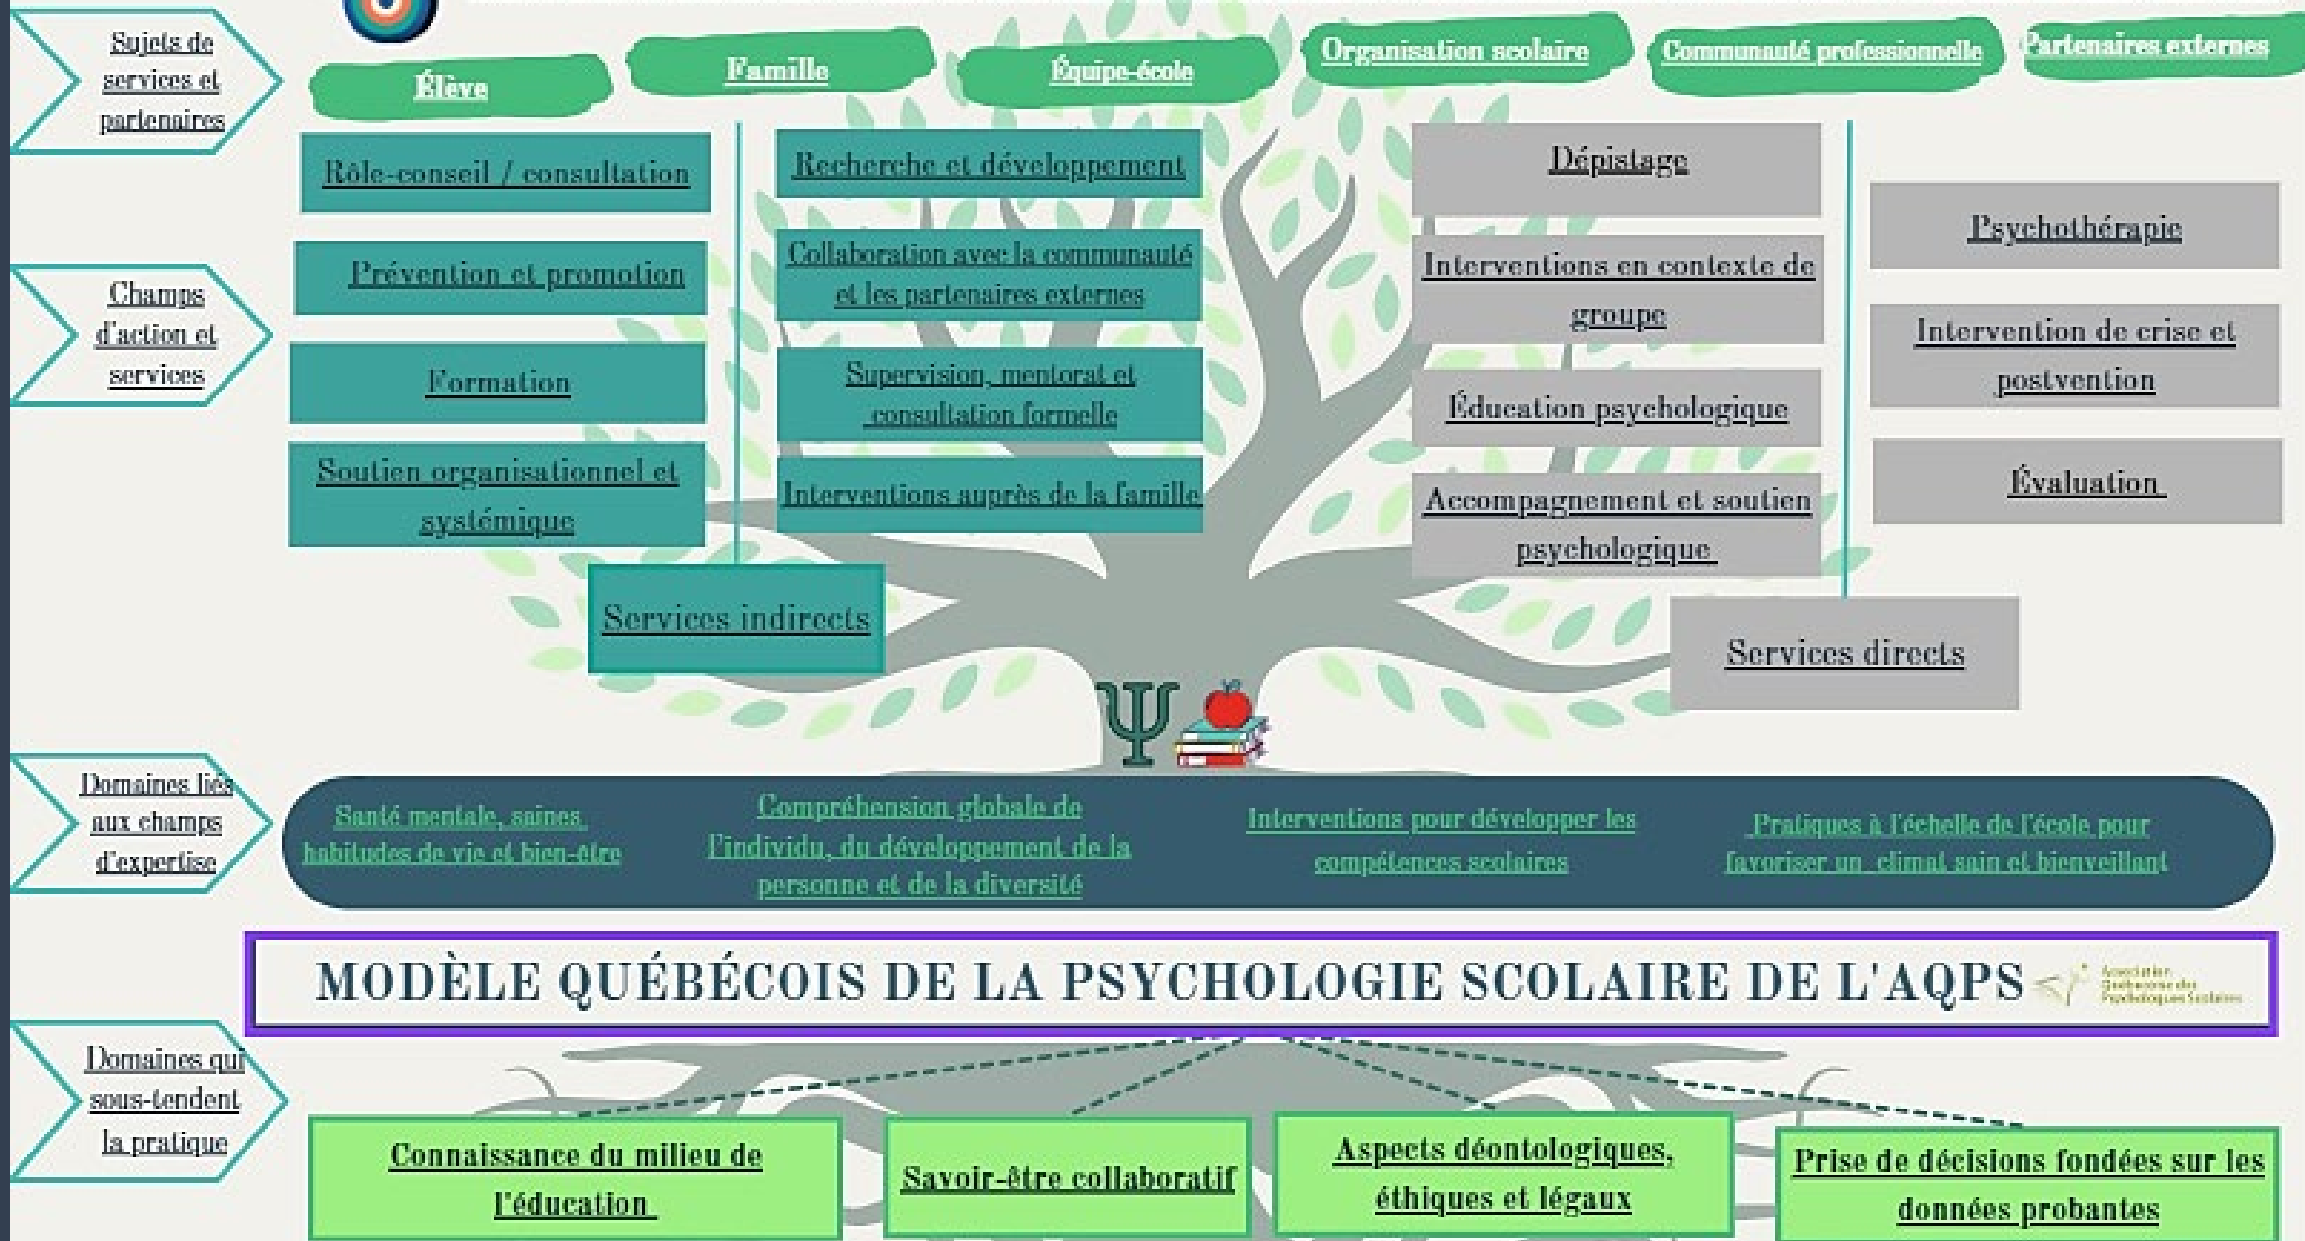 Sujets de
services et
partenaires
Élève
Famille
Équipe-école
Organisation scolaire
Communauté professionnelle
Partenaires externes
Champs
d'action et
services
Rôle-conseil / consultation
Prévention et promotion
Formation
Soutien organisationnel et
systémique
Recherche et développement
Collaboration avec la communauté
et les partenaires externes
Supervision, mentorat et
consultation formelle
Interventions auprès de la famille
Services indirects
Dépistage
Interventions en contexte de
groupe
Éducation psychologique
Accompagnement et soutien
psychologique
Psychothérapie
Intervention de crise et
postvention
Évaluation
Services directs
Ψ
Domaines liés
aux champs
d'expertise
Santé mentale, saines
habitudes de vie et bien-être
Compréhension globale de
l'individu, du développement de la
personne et de la diversité
Interventions pour développer les
compétences scolaires
Pratiques à l'échelle de l'école pour
favoriser un climat sain et bienveillant
MODÈLE QUÉBÉCOIS DE LA PSYCHOLOGIE SCOLAIRE DE L'AQPS
Association
Québécoise des
Psychologues Scolaires
Domaines qui
sous-tendent
la pratique
Connaissance du milieu de
l'éducation
Savoir-être collaboratif
Aspects déontologiques,
éthiques et légaux
Prise de décisions fondées sur les
données probantes